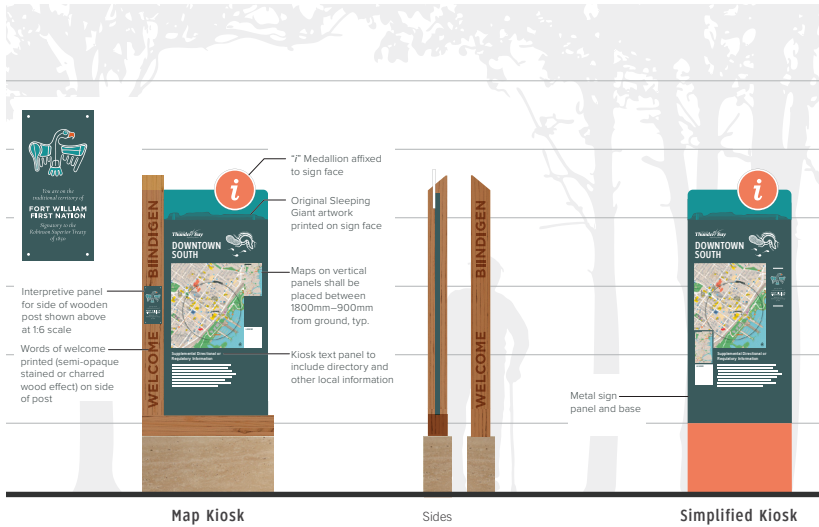 You are on the
traditional territory of
FORT WILLIAM
FIRST NATION
Signatory to the
Robinson Superior Treaty
of 1850
Interpretive panel
for side of wooden
post shown above
at 1:6 scale
Words of welcome
printed (semi-opaque
stained or charred
wood effect) on side
of post
WELCOME BIINDIGEN
i
Thunder Bay
DOWNTOWN
SOUTH
Supplemental Directional or
Regulatory Information
"i" Medallion affixed
to sign face
Original Sleeping
Giant artwork
printed on sign face
Maps on vertical
panels shall be
placed between
1800mm–900mm
from ground, typ.
Kiosk text panel to
include directory and
other local information
WELCOME BIINDIGEN
i
Thunder Bay
DOWNTOWN
SOUTH
Supplemental Directional or
Regulatory Information
Metal sign
panel and base
Map Kiosk
Sides
Simplified Kiosk